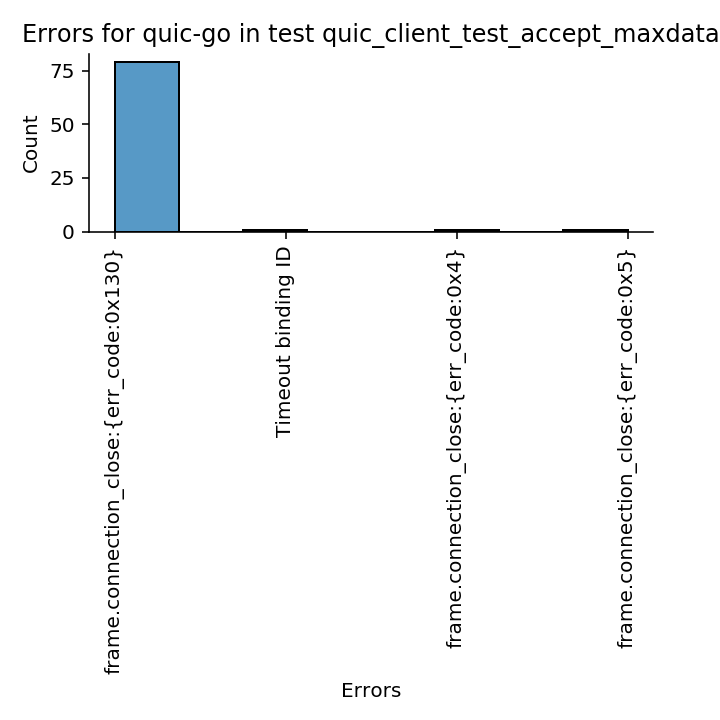 Errors for quic-go in test quic_client_test_accept_maxdata
Count
75
50
25
0
frame.connection_close:{err_code:0x130}
Timeout binding ID
frame.connection_close:{err_code:0x4}
frame.connection_close:{err_code:0x5}
Errors